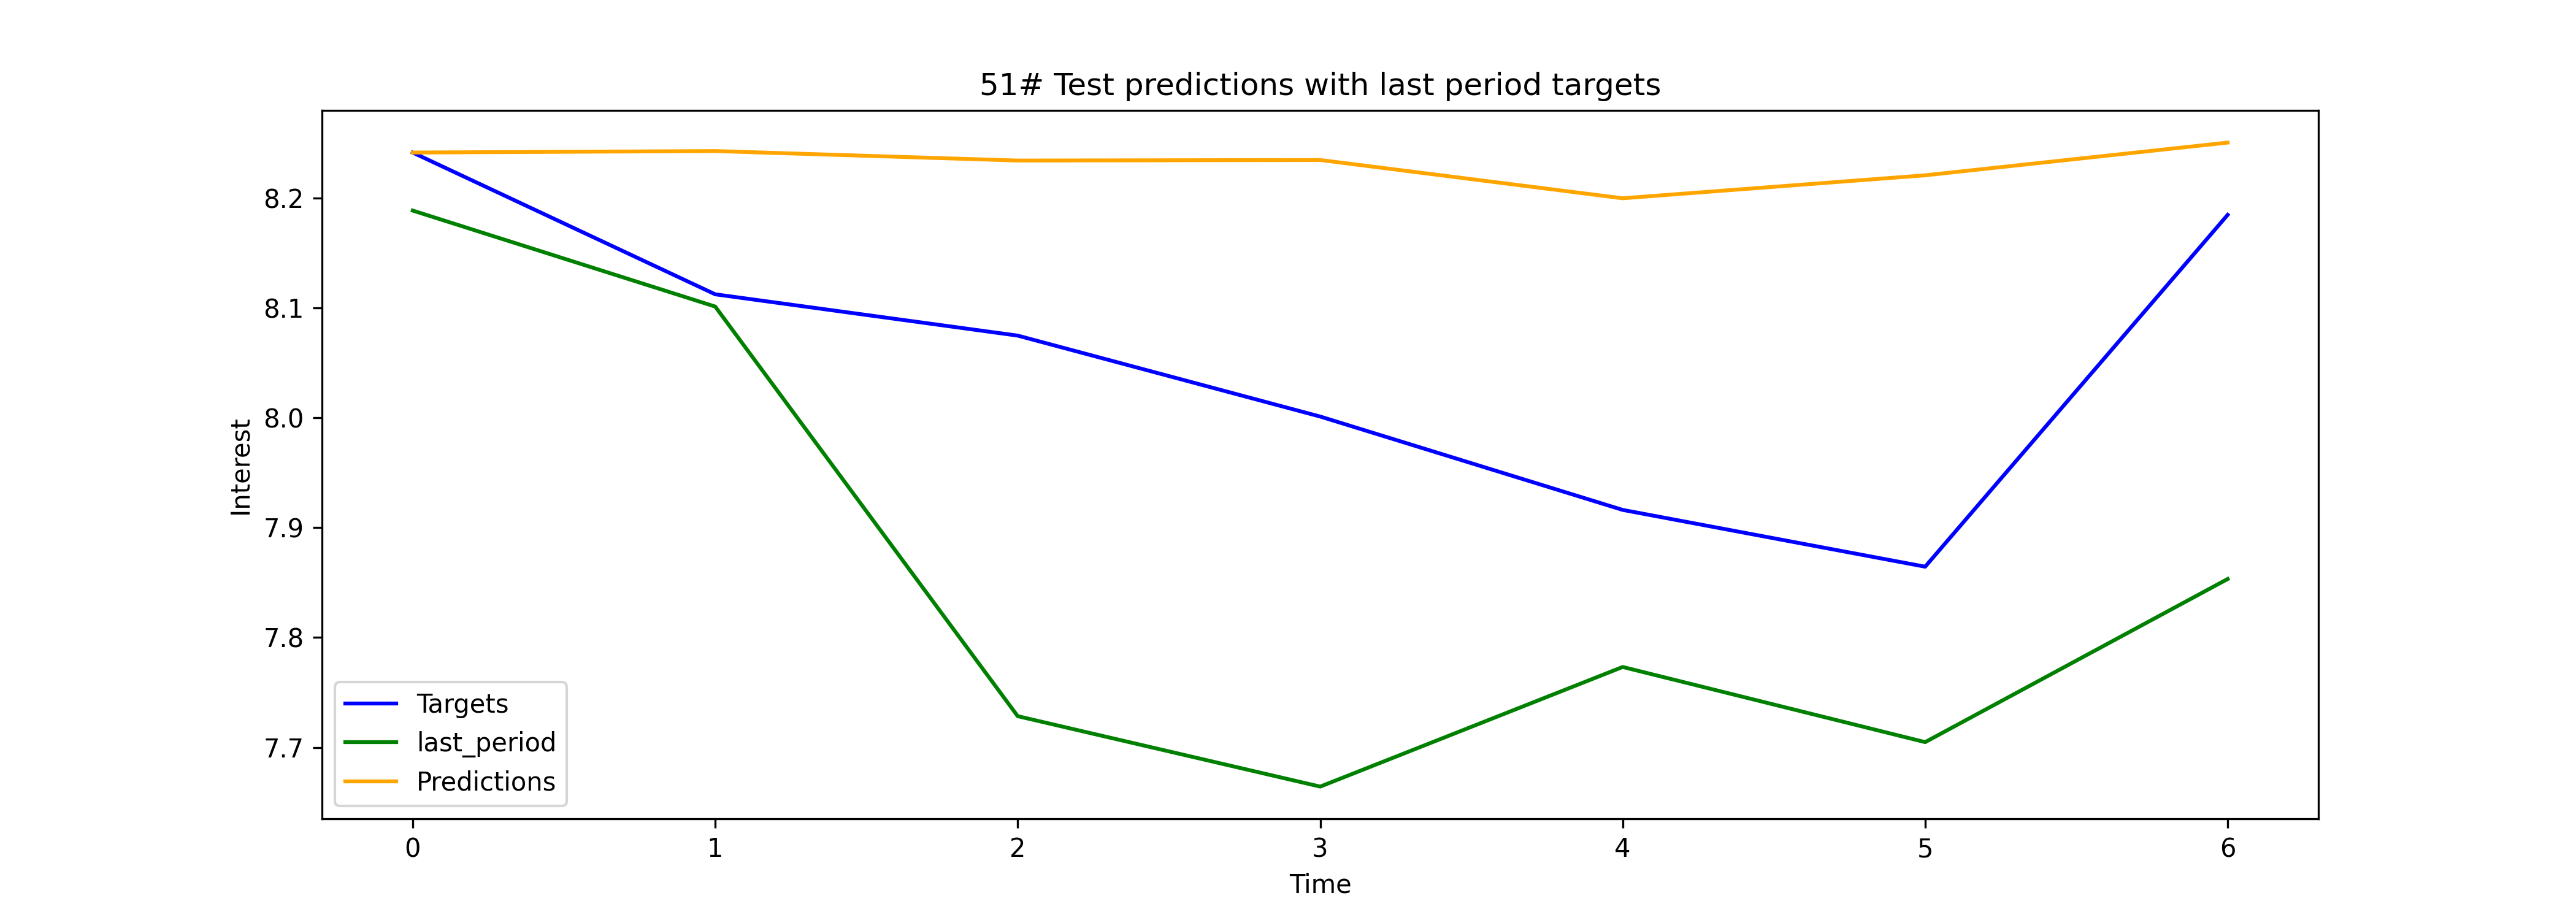 51# Test predictions with last period targets
Interest
8.2
8.1
8.0
7.9
7.8
7.7
Targets
last_period
Predictions
0 1 2 3 4 5 6
Time